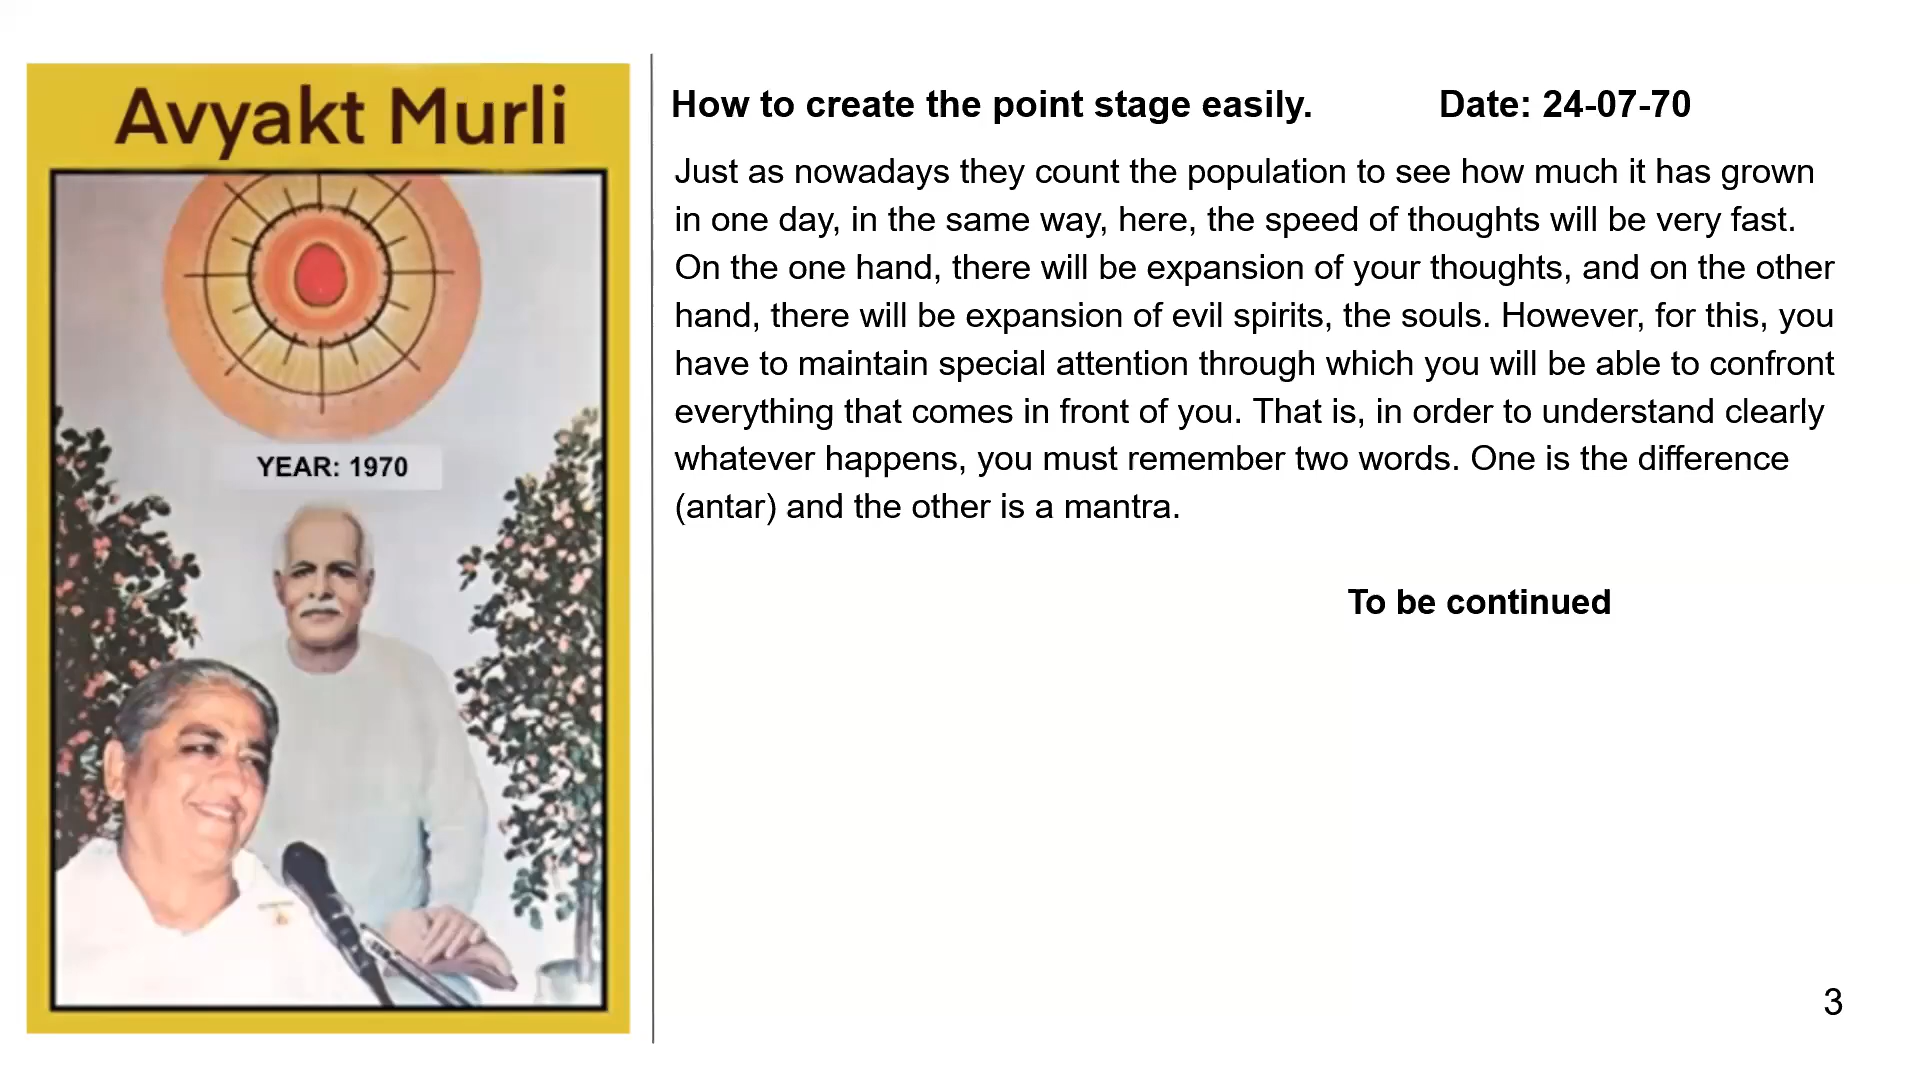 Avyakt Murli
YEAR: 1970
How to create the point stage easily. Date: 24-07-70
Just as nowadays they count the population to see how much it has grown
in one day, in the same way, here, the speed of thoughts will be very fast.
On the one hand, there will be expansion of your thoughts, and on the other
hand, there will be expansion of evil spirits, the souls. However, for this, you
have to maintain special attention through which you will be able to confront
everything that comes in front of you. That is, in order to understand clearly
whatever happens, you must remember two words. One is the difference
(antar) and the other is a mantra.
To be continued
3